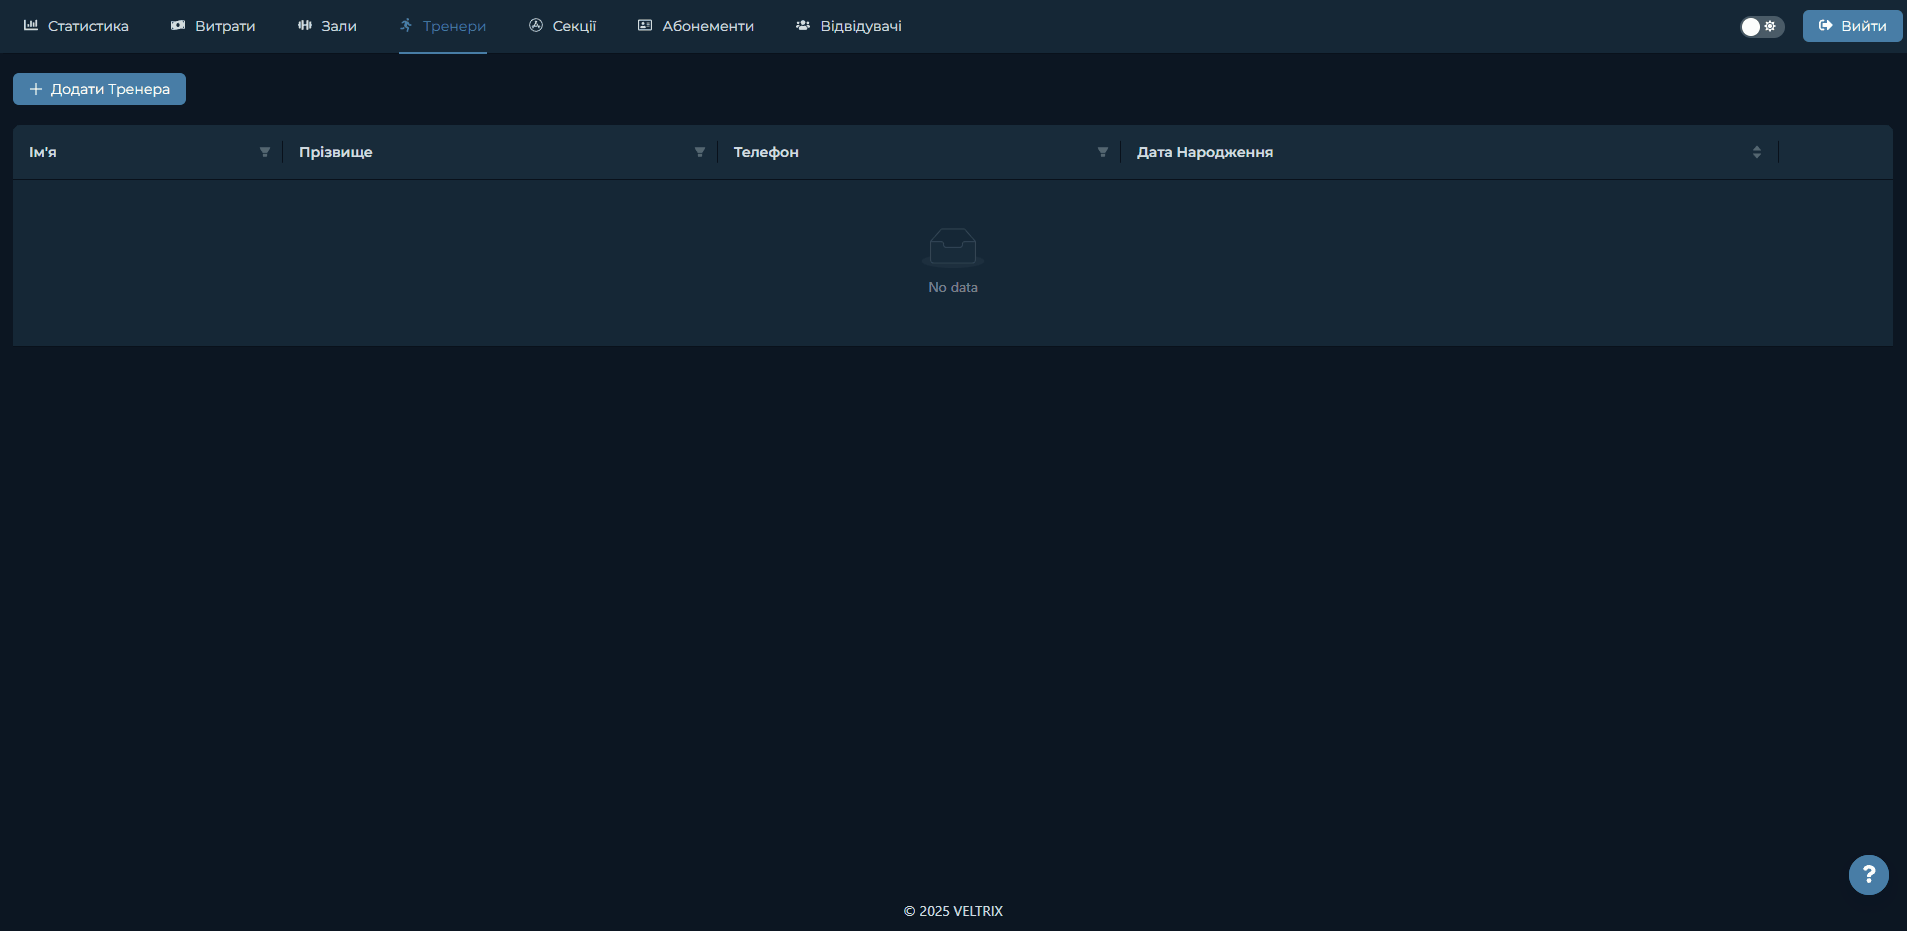 Статистика Витрати Зали Тренери Секції Абонементи Відвідувачі Вийти
Додати Тренера
Ім'я Прізвище Телефон Дата Народження
No data
?
© 2025 VELTRIX